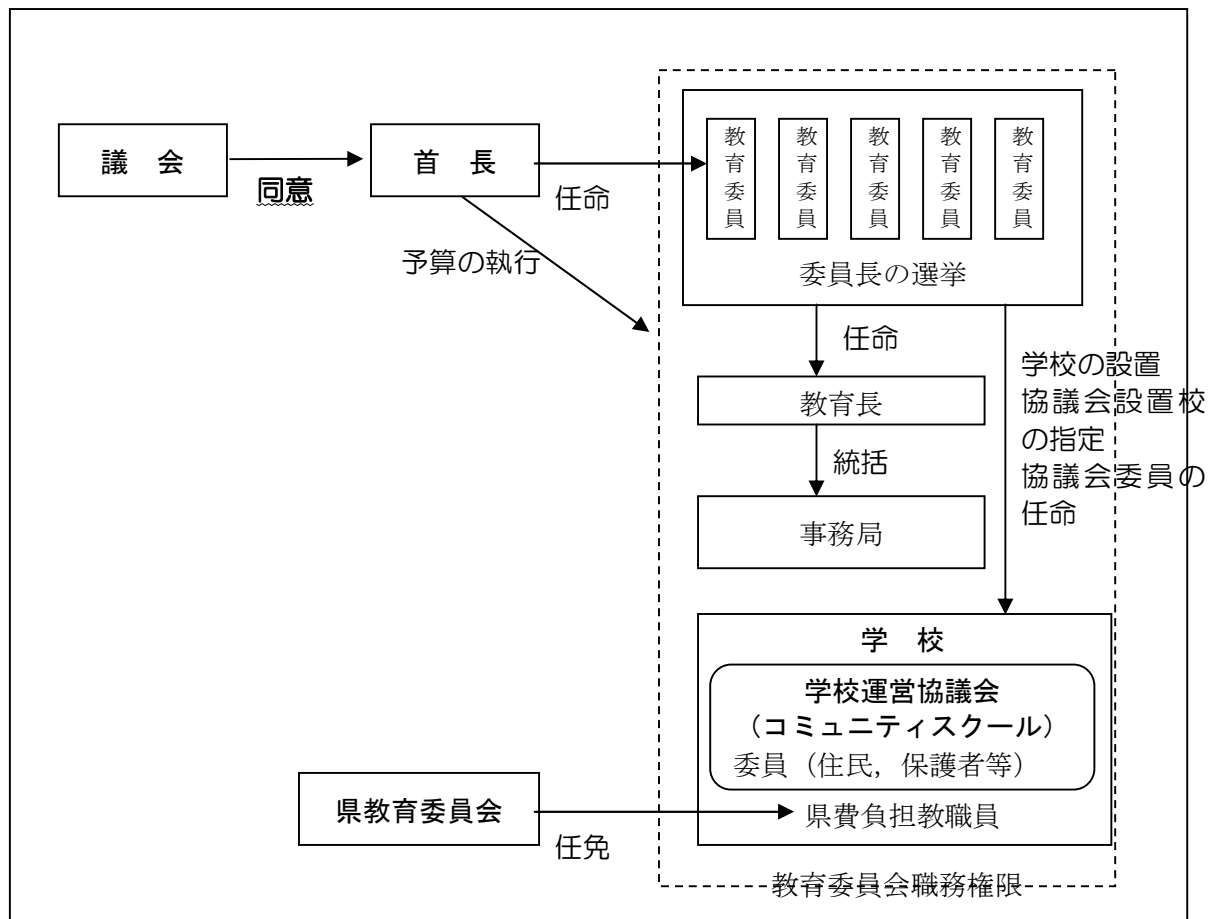 議　会
同意
首　長
任命
予算の執行
教育委員
教育委員
教育委員
教育委員
教育委員
委員長の選挙
任命
教育長
統括
事務局
学校の設置
協議会設置校
の指定
協議会委員の
任命
学　校
学校運営協議会
（コミュニティスクール）
委員（住民，保護者等）
県費負担教職員
県教育委員会
任免
教育委員会職務権限